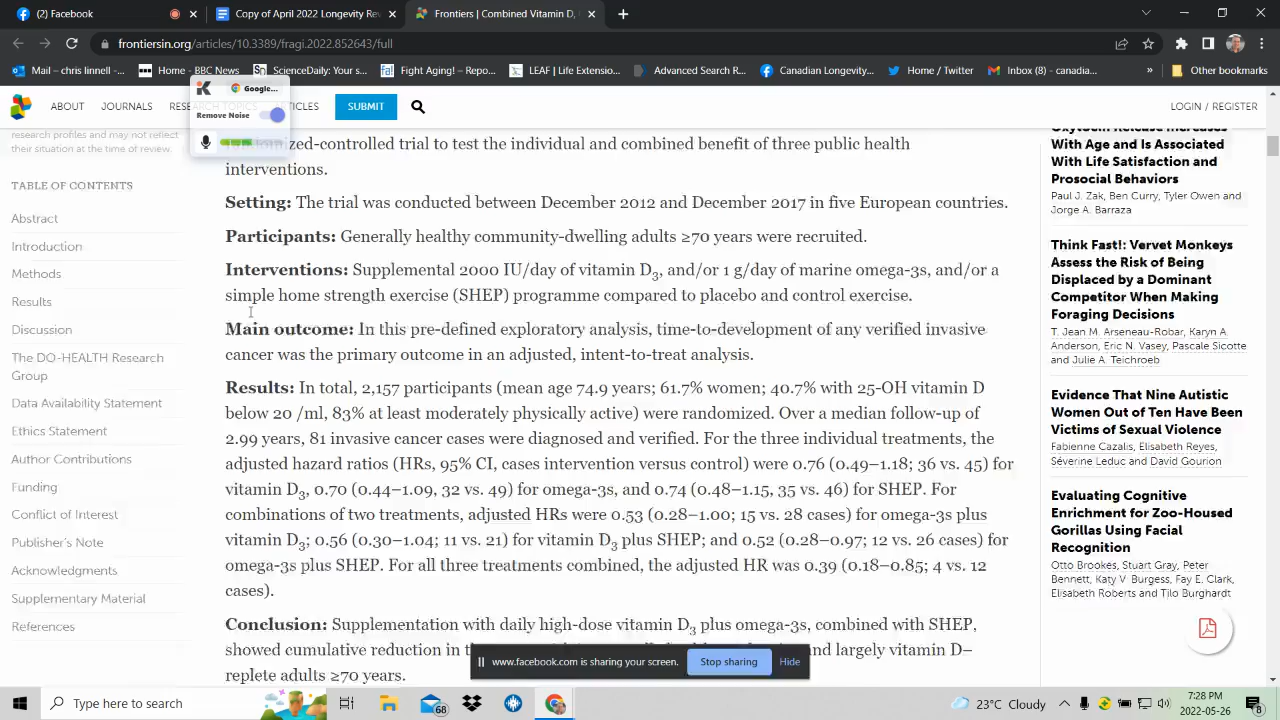 (2) Facebook
2022 Longevity Rev
Frontiers | Combined Vitamin D,
frontiersin.org/articles/10.3389/fragi.2022.852643/full
Mail – chris linnell –...
Home - BBC News
ScienceDaily: Your s...
Fight Aging! – Repo...
LEAF | Life Extensio...
Advanced Search R...
Canadian Longevity...
Home / Twitter
Inbox (8) - canadia...
»
Other bookmarks
Google...
Remove Noise
ABOUT
JOURNALS
SUBMIT
LOGIN / REGISTER
research profiles and may not reflect
their situation at the time of review.
TABLE OF CONTENTS
Abstract
Introduction
Methods
Results
Discussion
The DO-HEALTH Research
Group
Data Availability Statement
Ethics Statement
Author Contributions
Funding
Conflict of Interest
Publisher's Note
Acknowledgments
Supplementary Material
References
trial to test the individual and combined benefit of three public health
interventions.
Setting: The trial was conducted between December 2012 and December 2017 in five European countries.
Participants: Generally healthy community-dwelling adults ≥70 years were recruited.
Interventions: Supplemental 2000 IU/day of vitamin D3, and/or 1 g/day of marine omega-3s, and/or a
simple home strength exercise (SHEP) programme compared to placebo and control exercise.
Main outcome: In this pre-defined exploratory analysis, time-to-development of any verified invasive
cancer was the primary outcome in an adjusted, intent-to-treat analysis.
Results: In total, 2,157 participants (mean age 74.9 years; 61.7% women; 40.7% with 25-OH vitamin D
below 20 /ml, 83% at least moderately physically active) were randomized. Over a median follow-up of
2.99 years, 81 invasive cancer cases were diagnosed and verified. For the three individual treatments, the
adjusted hazard ratios (HRs, 95% CI, cases intervention versus control) were 0.76 (0.49–1.18; 36 vs. 45) for
vitamin D3, 0.70 (0.44–1.09, 32 vs. 49) for omega-3s, and 0.74 (0.48–1.15, 35 vs. 46) for SHEP. For
combinations of two treatments, adjusted HRs were 0.53 (0.28–1.00; 15 vs. 28 cases) for omega-3s plus
vitamin D3; 0.56 (0.30–1.04; 11 vs. 21) for vitamin D3 plus SHEP; and 0.52 (0.28–0.97; 12 vs. 26 cases) for
omega-3s plus SHEP. For all three treatments combined, the adjusted HR was 0.39 (0.18–0.85; 4 vs. 12
cases).
Conclusion: Supplementation with daily high-dose vitamin D3 plus omega-3s, combined with SHEP,
showed cumulative reduction in and largely vitamin D–
replete adults ≥70 years.
With Age and Is Associated
With Life Satisfaction and
Prosocial Behaviors
Paul J. Zak, Ben Curry, Tyler Owen and
Jorge A. Barraza
Think Fast!: Vervet Monkeys
Assess the Risk of Being
Displaced by a Dominant
Competitor When Making
Foraging Decisions
T. Jean M. Arseneau-Robar, Karyn A.
Anderson, Eric N. Vasey, Pascale Sicotte
and Julie A. Teichroeb
Evidence That Nine Autistic
Women Out of Ten Have Been
Victims of Sexual Violence
Fabienne Cazalis, Elisabeth Reyes,
Séverine Leduc and David Gourion
Evaluating Cognitive
Enrichment for Zoo-Housed
Gorillas Using Facial
Recognition
Otto Brookes, Stuart Gray, Peter
Bennett, Katy V. Burgess, Fay E. Clark,
Elisabeth Roberts and Tilo Burghardt
www.facebook.com is sharing your screen.
Stop sharing
Hide
Type here to search
68
23°C Cloudy
7:28 PM
2022-05-26
8